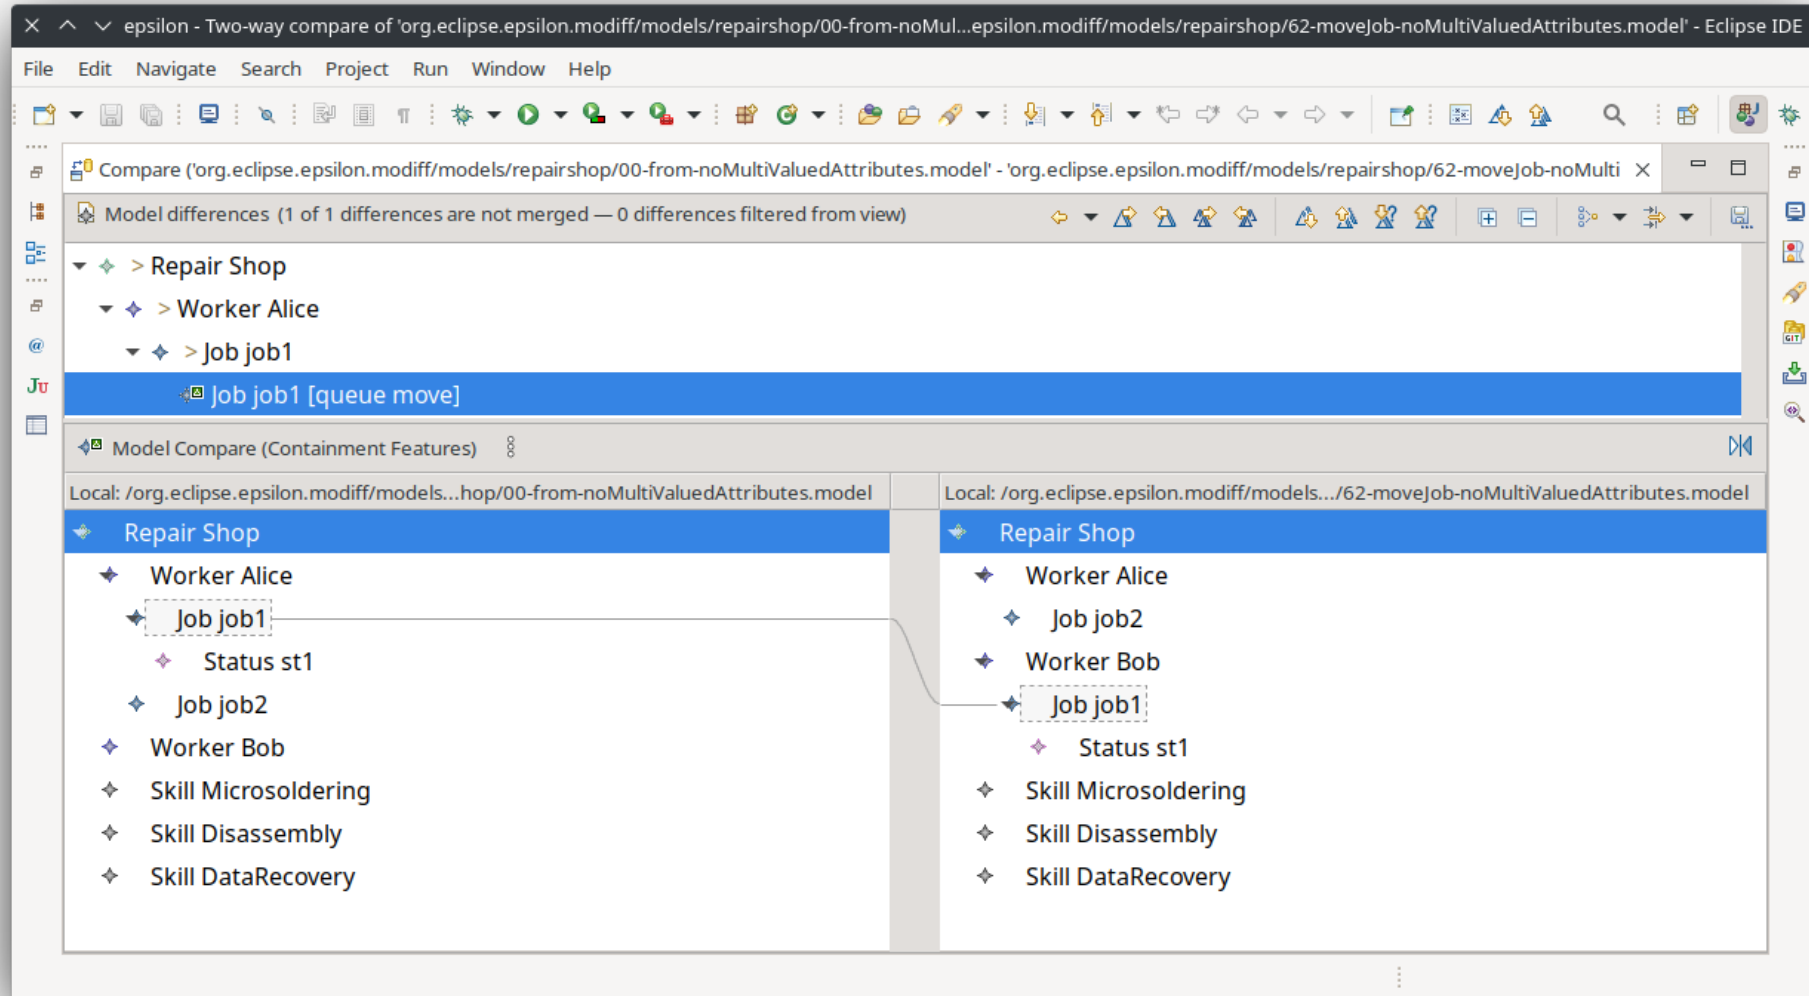 epsilon - Two-way compare of 'org.eclipse.epsilon.modiff/models/repairshop/00-from-noMul...epsilon.modiff/models/repairshop/62-moveJob-noMultiValuedAttributes.model' - Eclipse IDE
File Edit Navigate Search Project Run Window Help
Compare ('org.eclipse.epsilon.modiff/models/repairshop/00-from-noMultiValuedAttributes.model' - 'org.eclipse.epsilon.modiff/models/repairshop/62-moveJob-noMulti
Model differences (1 of 1 differences are not merged — 0 differences filtered from view)
> Repair Shop
> Worker Alice
> Job job1
Job job1 [queue move]
Model Compare (Containment Features)
Local: /org.eclipse.epsilon.modiff/models...hop/00-from-noMultiValuedAttributes.model
Repair Shop
Worker Alice
Job job1
Status st1
Job job2
Worker Bob
Skill Microsoldering
Skill Disassembly
Skill DataRecovery
Local: /org.eclipse.epsilon.modiff/models.../62-moveJob-noMultiValuedAttributes.model
Repair Shop
Worker Alice
Job job2
Worker Bob
Job job1
Status st1
Skill Microsoldering
Skill Disassembly
Skill DataRecovery
@
Ju
GIT